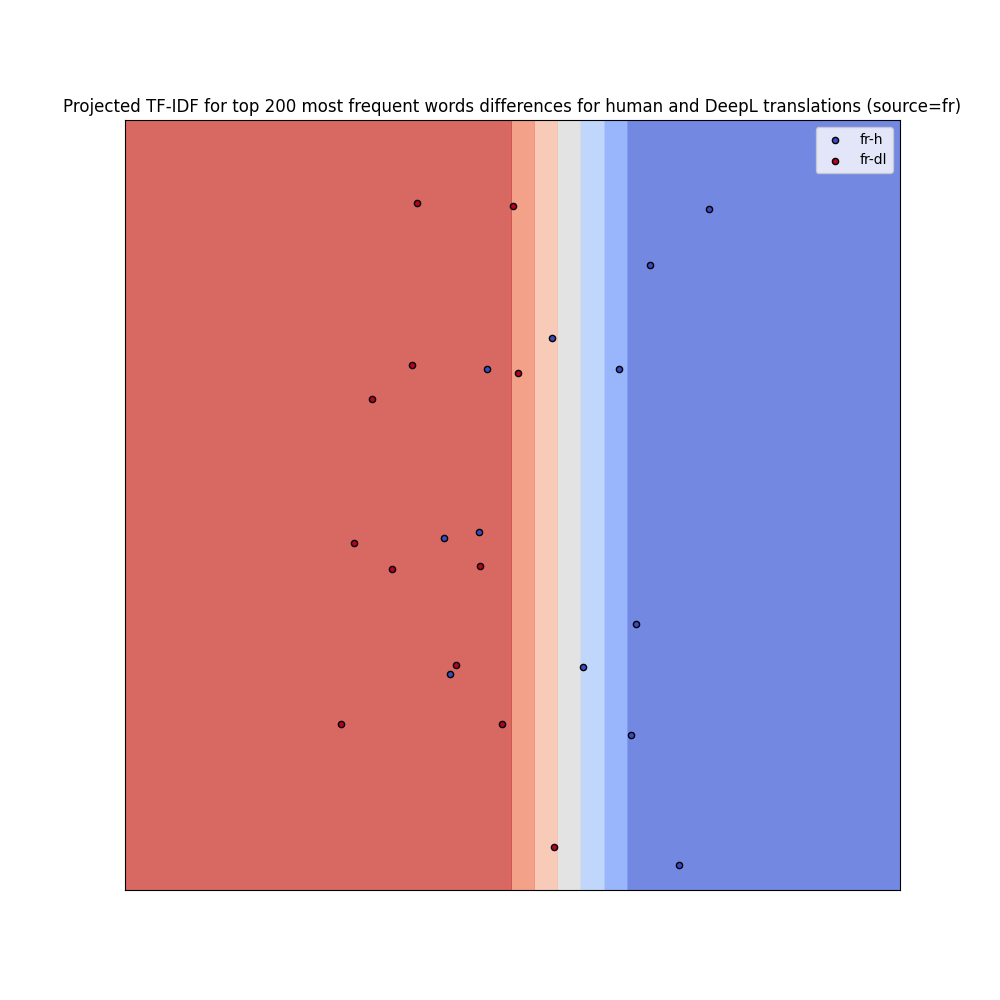 Projected TF-IDF for top 200 most frequent words differences for human and DeepL translations (source=fr)
fr-h
fr-dl